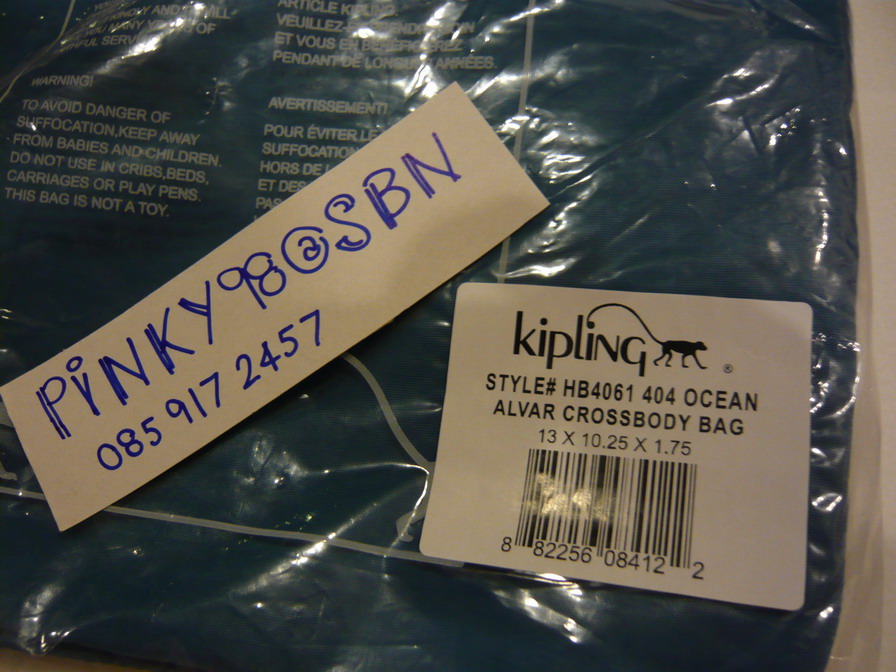 ARTICLE KIPLING
VEUILLEZ
ET VOUS EN BÉNÉFICIEREZ
PENDANT DE LONGUES ANNÉES.
WARNING!
TO AVOID DANGER OF
SUFFOCATION,KEEP AWAY
FROM BABIES AND CHILDREN.
DO NOT USE IN CRIBS,BEDS,
CARRIAGES OR PLAY PENS.
THIS BAG IS NOT A TOY.
AVERTISSEMENT!
POUR ÉVITER LE
SUFFOCATION
HORS DE
ET DES
PiNKY98@SBN
085 917 2457
kipling®
STYLE# HB4061 404 OCEAN
ALVAR CROSSBODY BAG
13 X 10.25 X 1.75
8 82256 08412 2